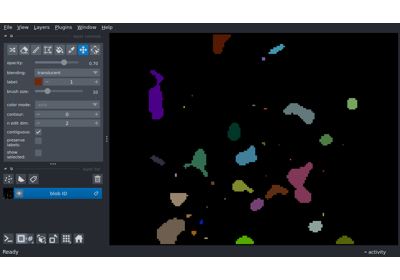 File View Layers Plugins Window Help
opacity: 0.70
blending: translucent
label: 1
brush size: 10
color mode:
contour: 0
n edit dim: 2
contiguous:
preserve labels:
show selected:
blob ID
Ready activity